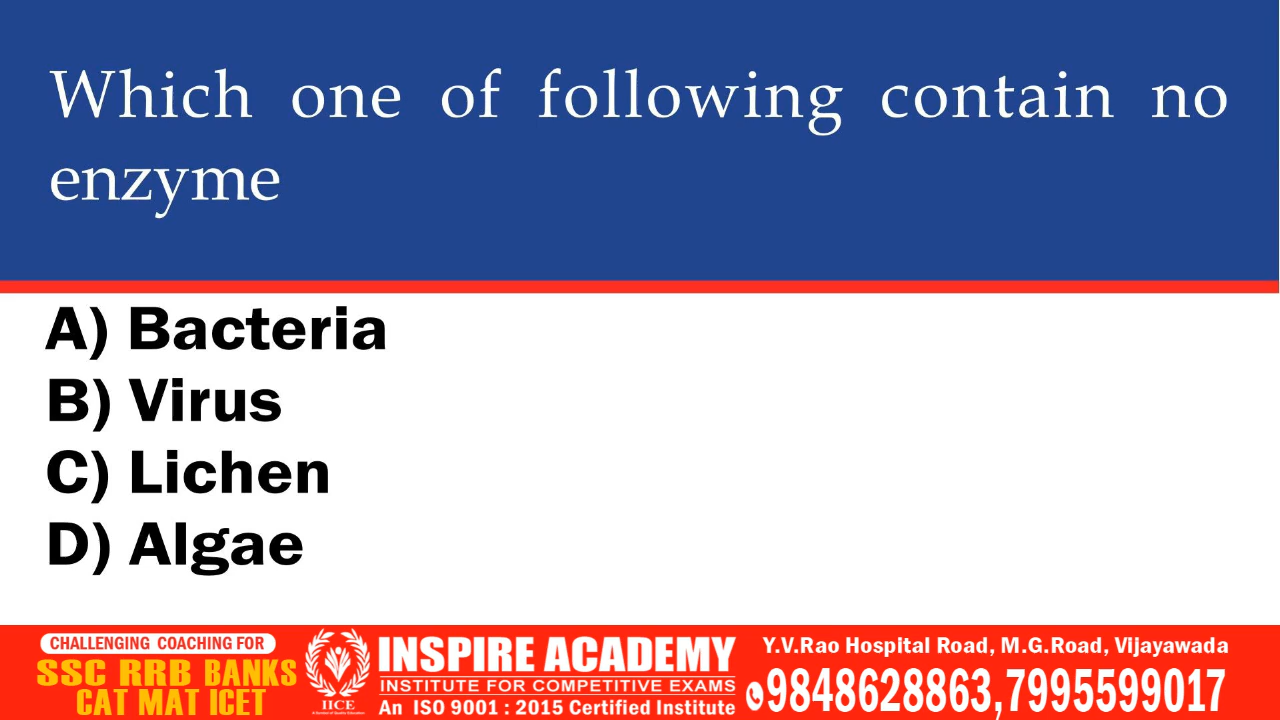 Which one of following contain no
enzyme
A) Bacteria
B) Virus
C) Lichen
D) Algae
CHALLENGING COACHING FOR
SSC RRB BANKS
CAT MAT ICET
IICE
INSPIRE ACADEMY
INSTITUTE FOR COMPETITIVE EXAMS
An ISO 9001 : 2015 Certified Institute
Y.V.Rao Hospital Road, M.G.Road, Vijayawada
9848628863,7995599017